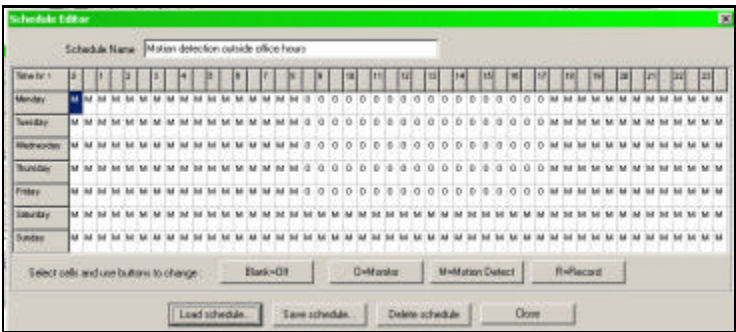 Schedule Editor
Schedule Name Motion detection outside office hours
Time hr : 0 1 2 3 4 5 6 7 8 9 10 11 12 13 14 15 16 17 18 19 20 21 22 23
Monday M M M M M M M M M M M M M M M M M O O O O O O O O O O O O O O O O O O M M M M M M M M M M M M M
Tuesday M M M M M M M M M M M M M M M M M O O O O O O O O O O O O O O O O O O M M M M M M M M M M M M M
Wednesday M M M M M M M M M M M M M M M M M O O O O O O O O O O O O O O O O O O M M M M M M M M M M M M M
Thursday M M M M M M M M M M M M M M M M M O O O O O O O O O O O O O O O O O O M M M M M M M M M M M M M
Friday M M M M M M M M M M M M M M M M M O O O O O O O O O O O O O O O O O O M M M M M M M M M M M M M
Saturday M M M M M M M M M M M M M M M M M M M M M M M M M M M M M M M M M M M M M M M M M M M M M M M M
Sunday M M M M M M M M M M M M M M M M M M M M M M M M M M M M M M M M M M M M M M M M M M M M M M M M
Select cells and use buttons to change : Blank=Off O=Monitor M=Motion Detect R=Record
Load schedule... Save schedule... Delete schedule Close